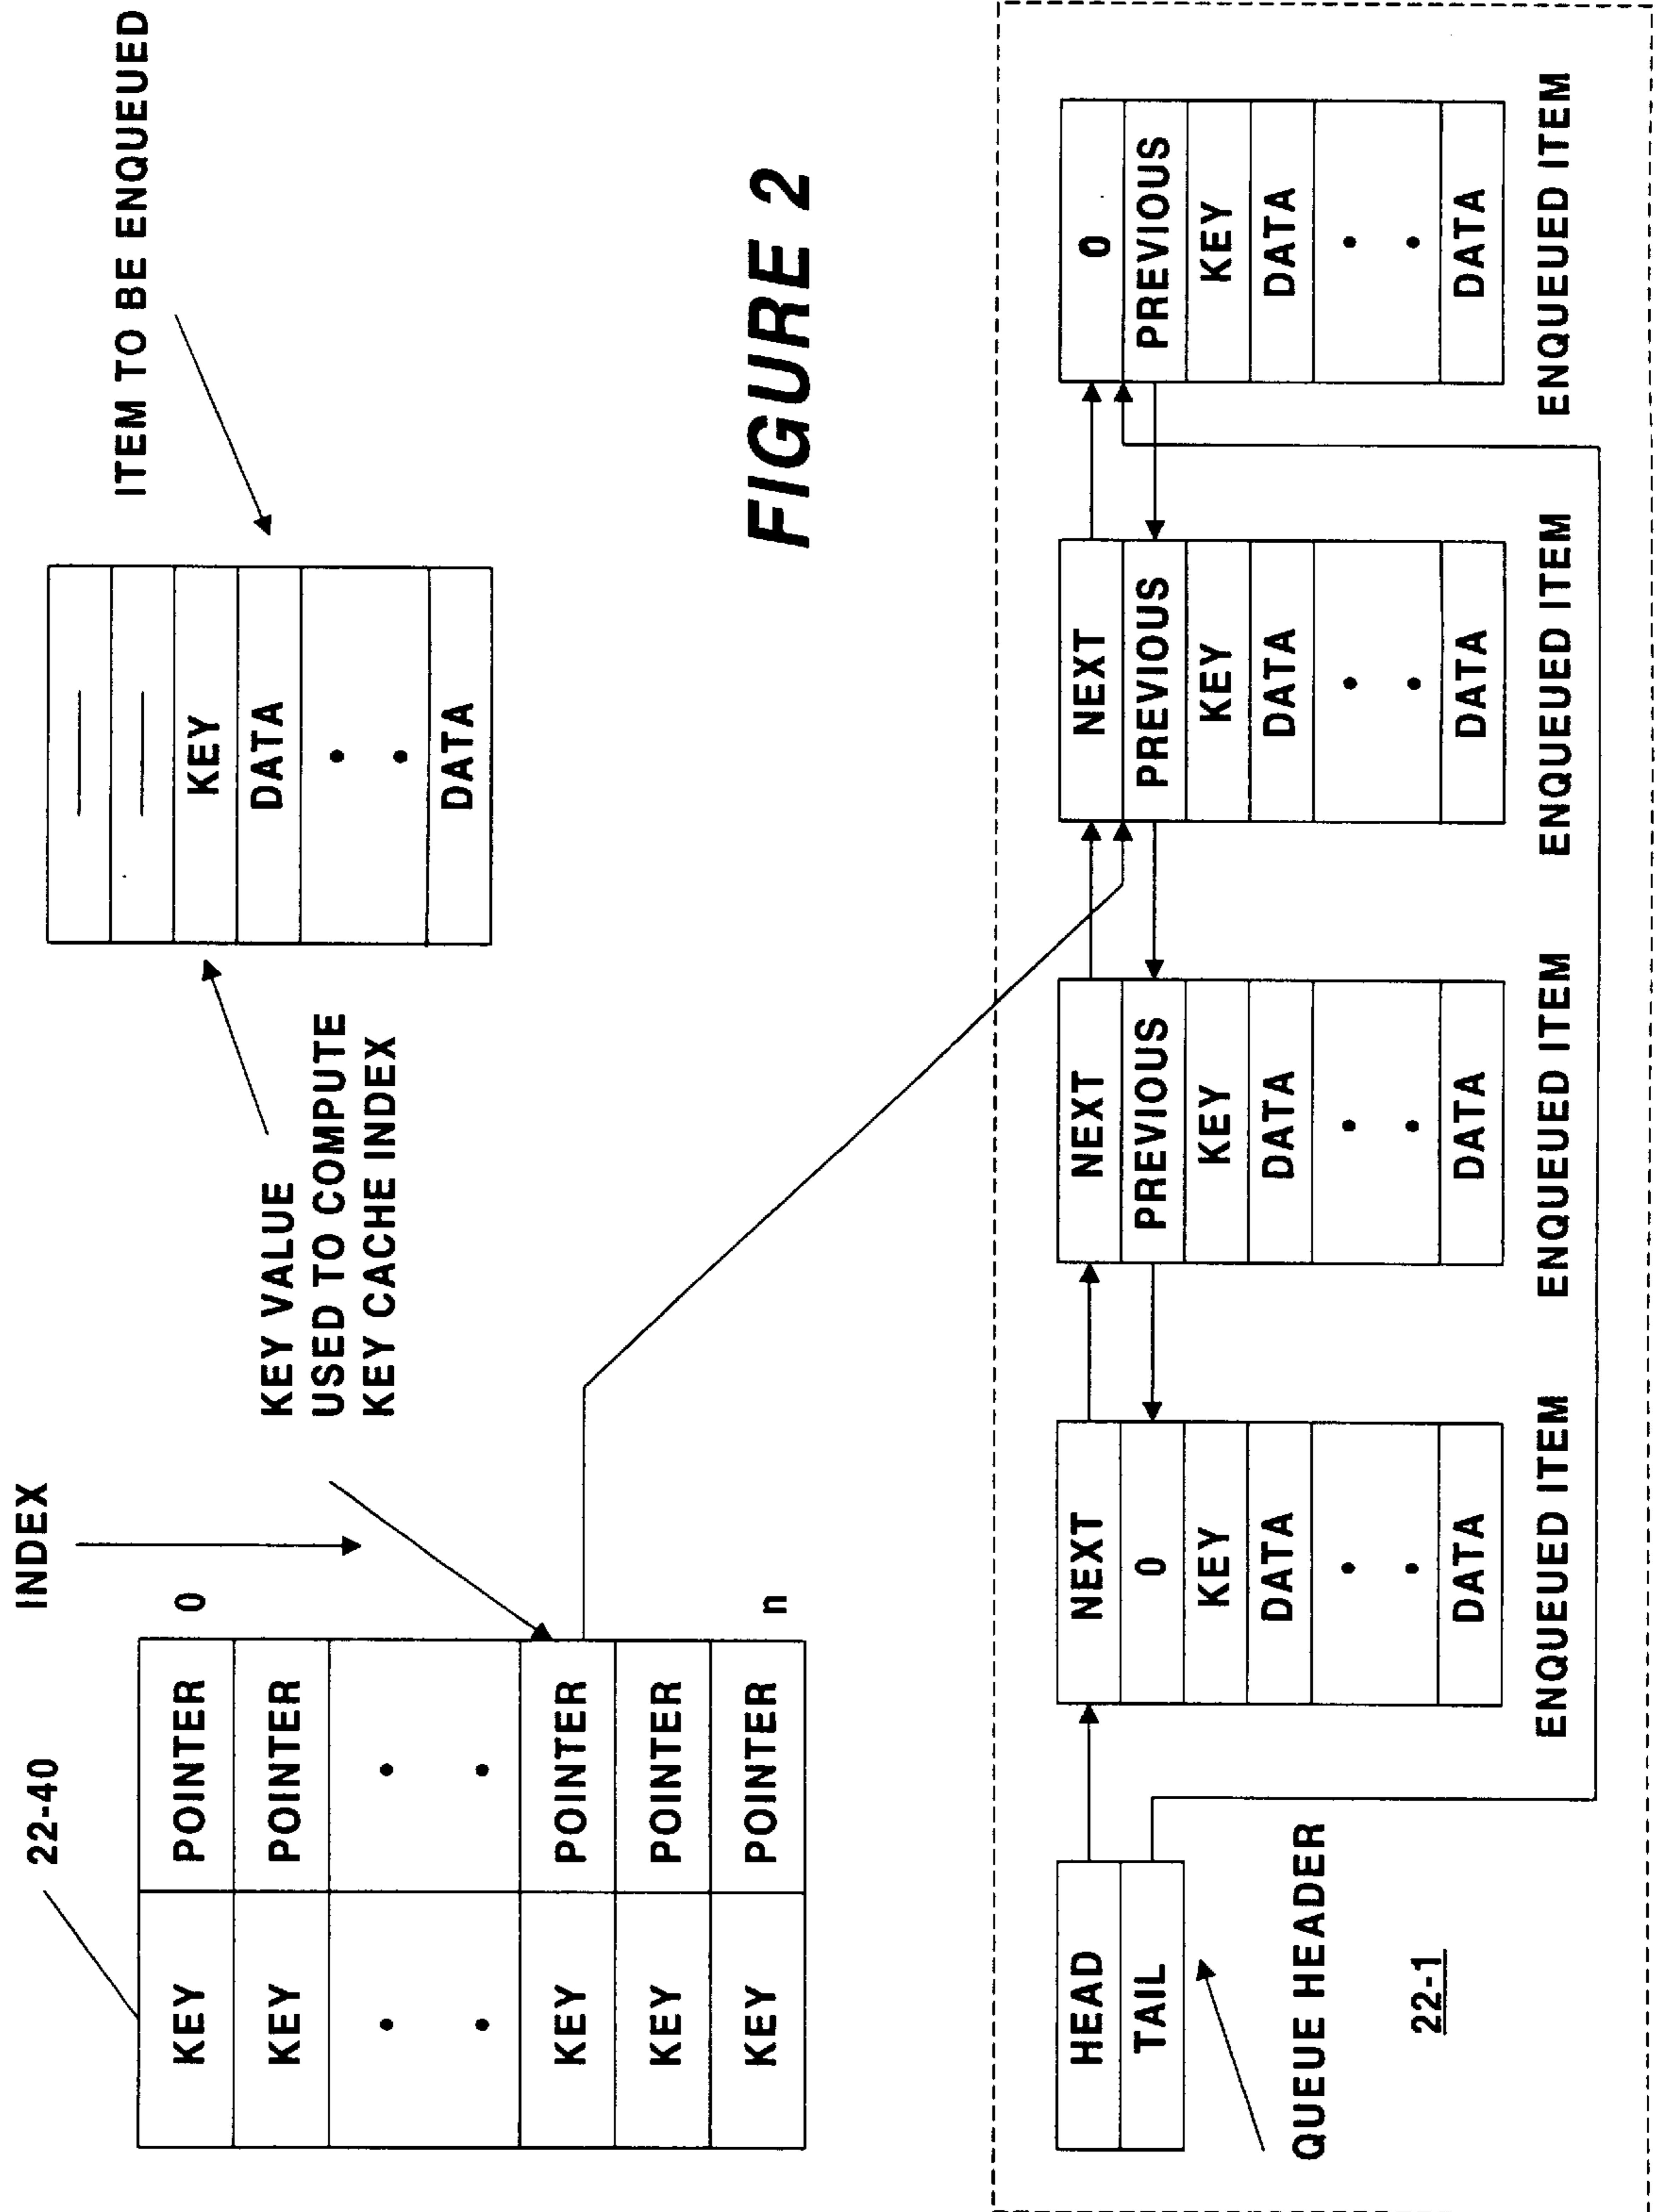 22-40
INDEX
KEY POINTER 0
KEY POINTER
• •
• •
KEY POINTER
KEY POINTER
KEY POINTER n
KEY VALUE
USED TO COMPUTE
KEY CACHE INDEX
KEY
DATA
•
•
DATA
ITEM TO BE ENQUEUED
FIGURE 2
HEAD
TAIL
QUEUE HEADER
22-1
NEXT
0
KEY
DATA
•
•
DATA
ENQUEUED ITEM
NEXT
PREVIOUS
KEY
DATA
•
•
DATA
ENQUEUED ITEM
NEXT
PREVIOUS
KEY
DATA
•
•
DATA
ENQUEUED ITEM
0
PREVIOUS
KEY
DATA
•
•
DATA
ENQUEUED ITEM